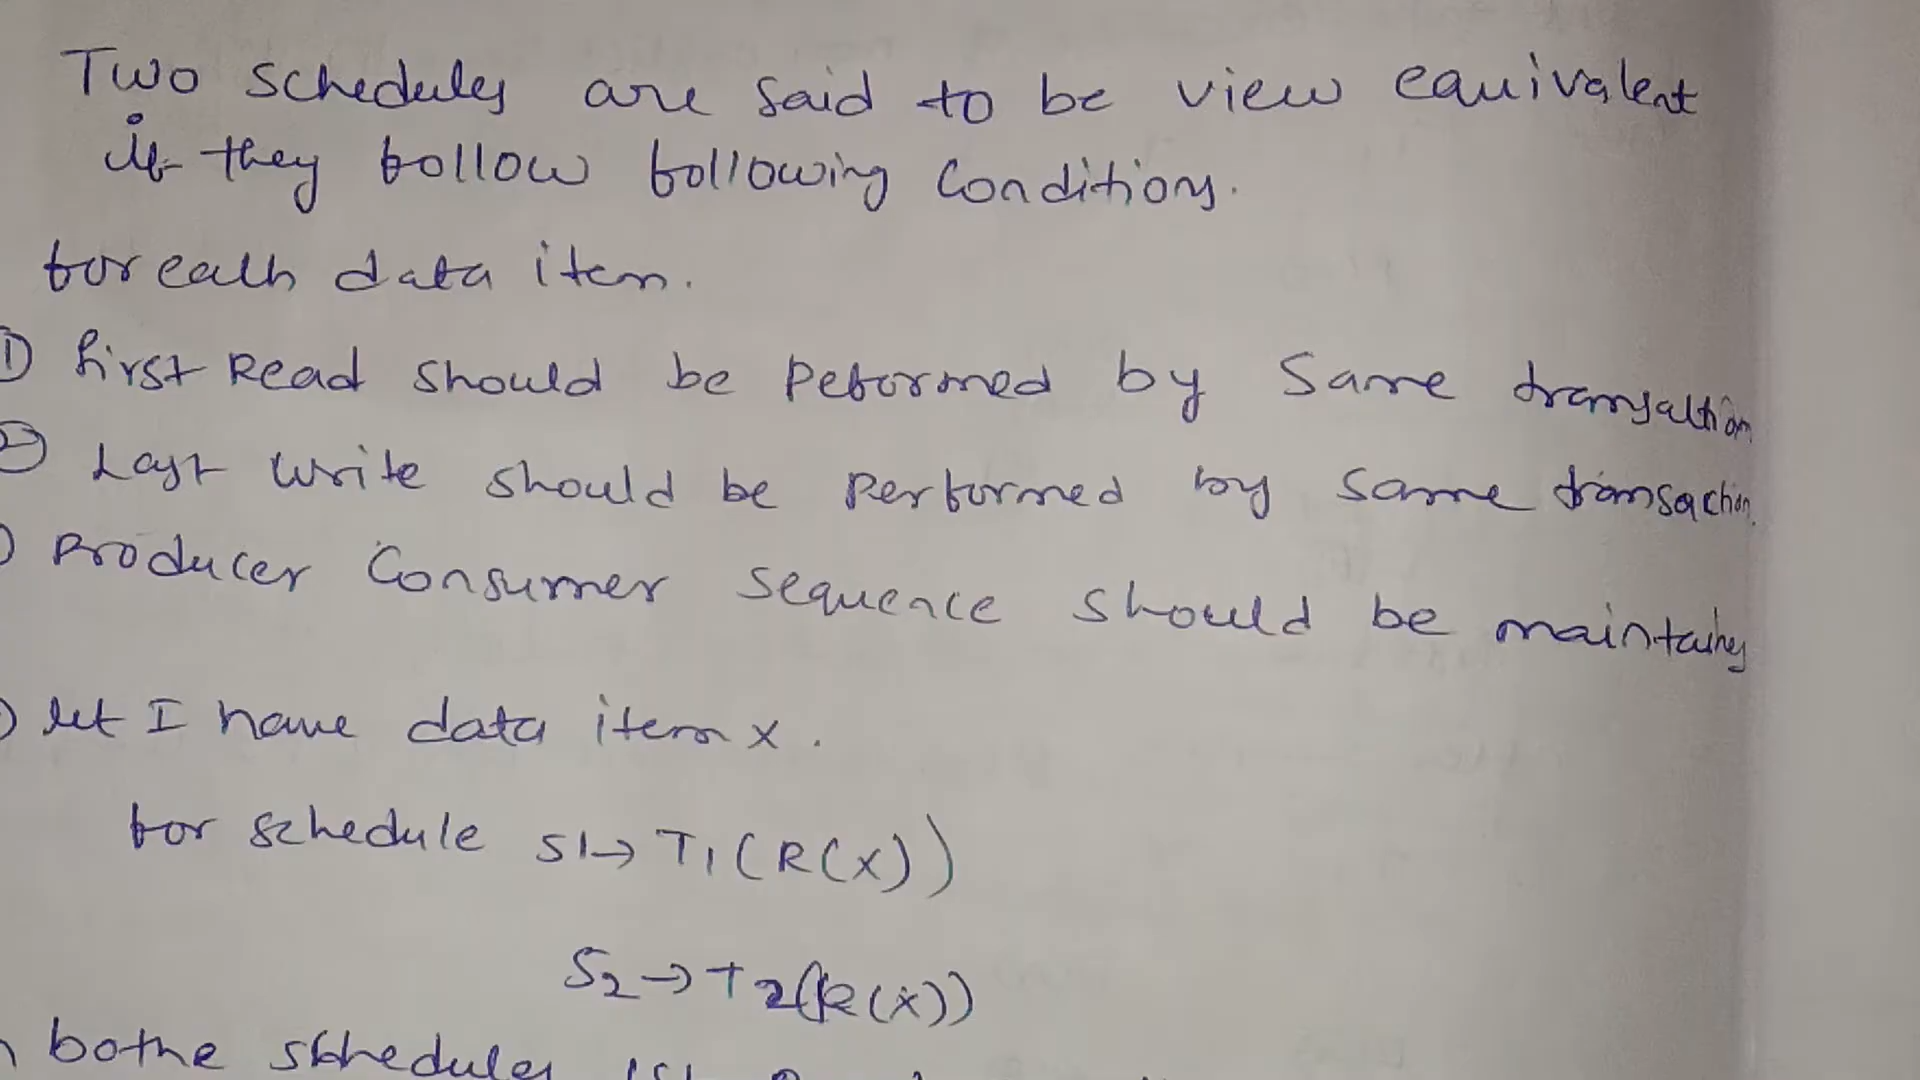 Two schedules are said to be view equivalent
if they follow following Conditions.
for each data item.
① first Read should be Peformed by Same transaction
② Last write should be Performed by same transaction.
Producer Consumer sequence should be maintained
let I have data item x.
for schedule S1→ T1(R(X))
S2→T2(R(x))
bothe schedules